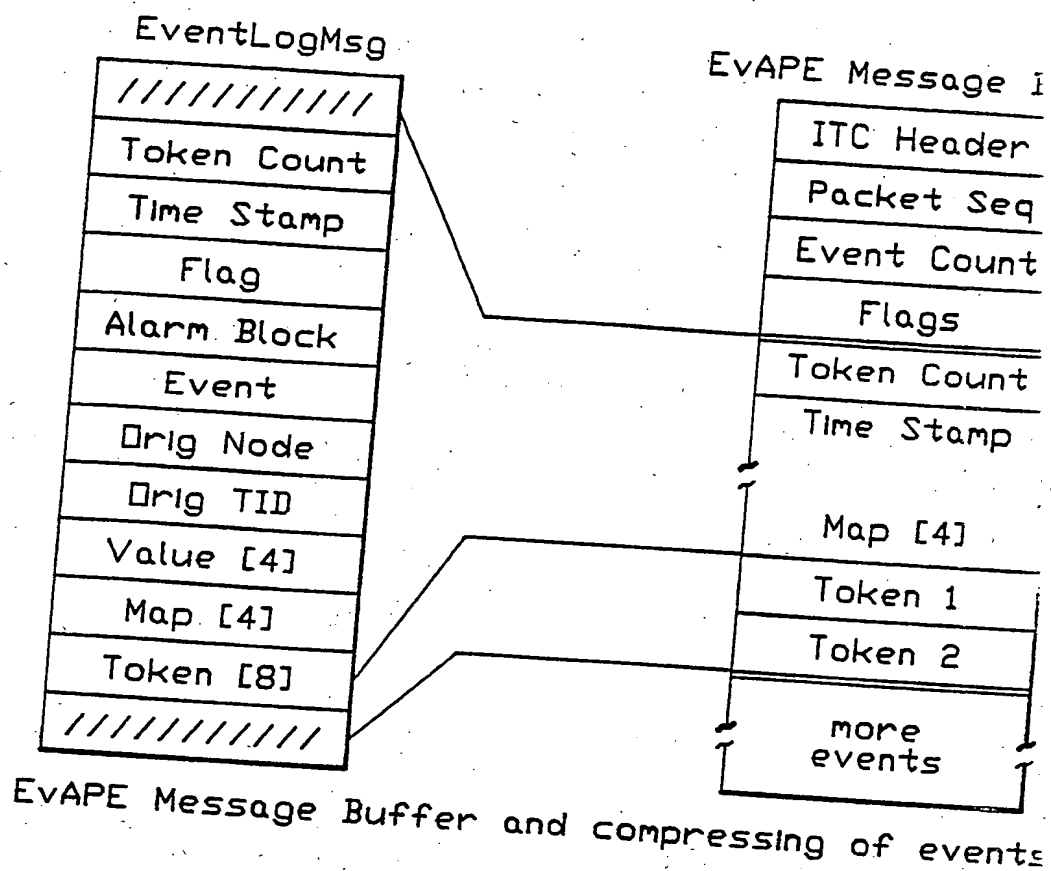 EventLogMsg
///////////
Token Count
Time Stamp
Flag
Alarm Block
Event
Orig Node
Orig TID
Value [4]
Map [4]
Token [8]
///////////
EvAPE Message
ITC Header
Packet Seq
Event Count
Flags
Token Count
Time Stamp
Map [4]
Token 1
Token 2
more
events
EvAPE Message Buffer and compressing of events